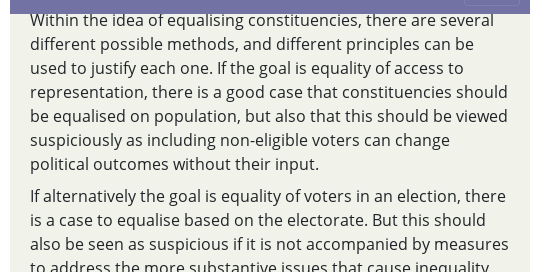 Within the idea of equalising constituencies, there are several
different possible methods, and different principles can be
used to justify each one. If the goal is equality of access to
representation, there is a good case that constituencies should
be equalised on population, but also that this should be viewed
suspiciously as including non-eligible voters can change
political outcomes without their input.
If alternatively the goal is equality of voters in an election, there
is a case to equalise based on the electorate. But this should
also be seen as suspicious if it is not accompanied by measures
to address the more substantive issues that cause inequality